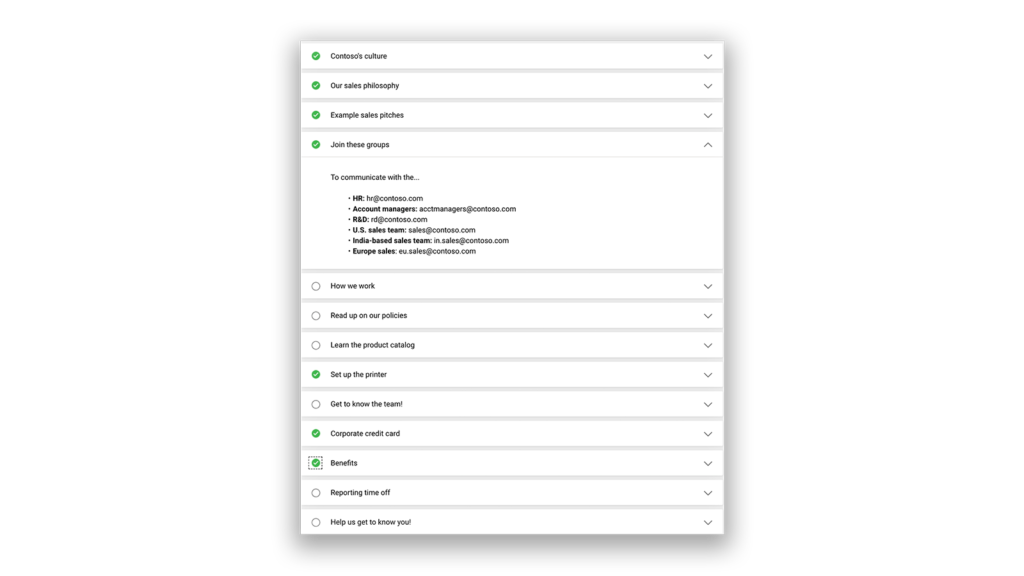 Contoso's culture
Our sales philosophy
Example sales pitches
Join these groups
To communicate with the...
• HR: hr@contoso.com
• Account managers: acctmanagers@contoso.com
• R&D: rd@contoso.com
• U.S. sales team: sales@contoso.com
• India-based sales team: in.sales@contoso.com
• Europe sales: eu.sales@contoso.com
How we work
Read up on our policies
Learn the product catalog
Set up the printer
Get to know the team!
Corporate credit card
Benefits
Reporting time off
Help us get to know you!